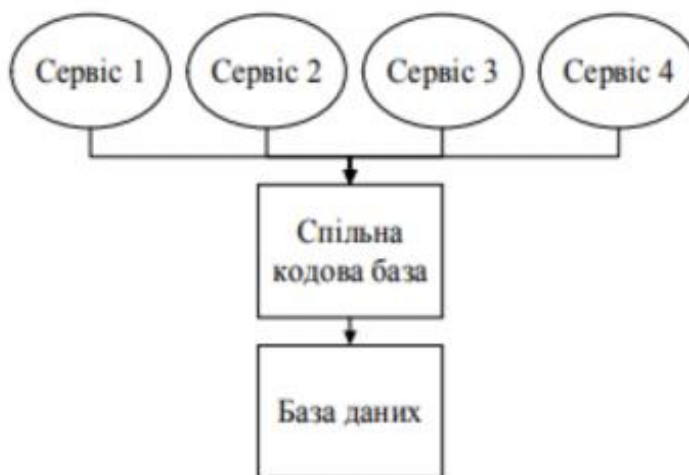 Сервіс 1
Сервіс 2
Сервіс 3
Сервіс 4
Спільна
кодова база
База даних